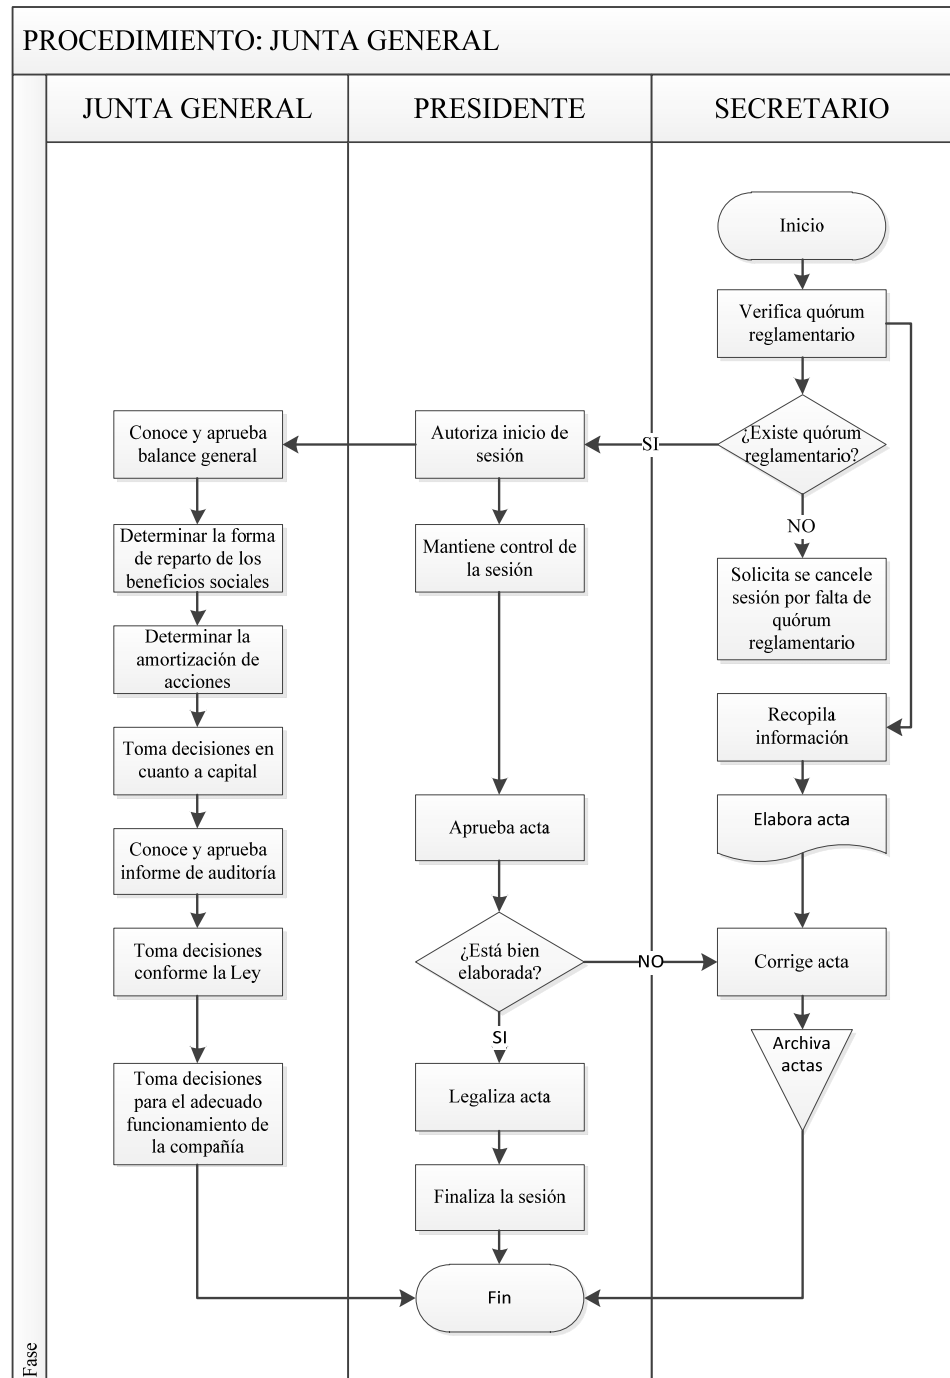 PROCEDIMIENTO: JUNTA GENERAL
JUNTA GENERAL
PRESIDENTE
SECRETARIO
Inicio
Verifica quórum
reglamentario
¿Existe quórum
reglamentario?
SI
NO
Solicita se cancele
sesión por falta de
quórum
reglamentario
Recopila
información
Elabora acta
Corrige acta
Archiva
actas
Autoriza inicio de
sesión
Mantiene control de
la sesión
Aprueba acta
¿Está bien
elaborada?
NO
SI
Legaliza acta
Finaliza la sesión
Fin
Conoce y aprueba
balance general
Determinar la forma
de reparto de los
beneficios sociales
Determinar la
amortización de
acciones
Toma decisiones en
cuanto a capital
Conoce y aprueba
informe de auditoría
Toma decisiones
conforme la Ley
Toma decisiones
para el adecuado
funcionamiento de
la compañía
Fase